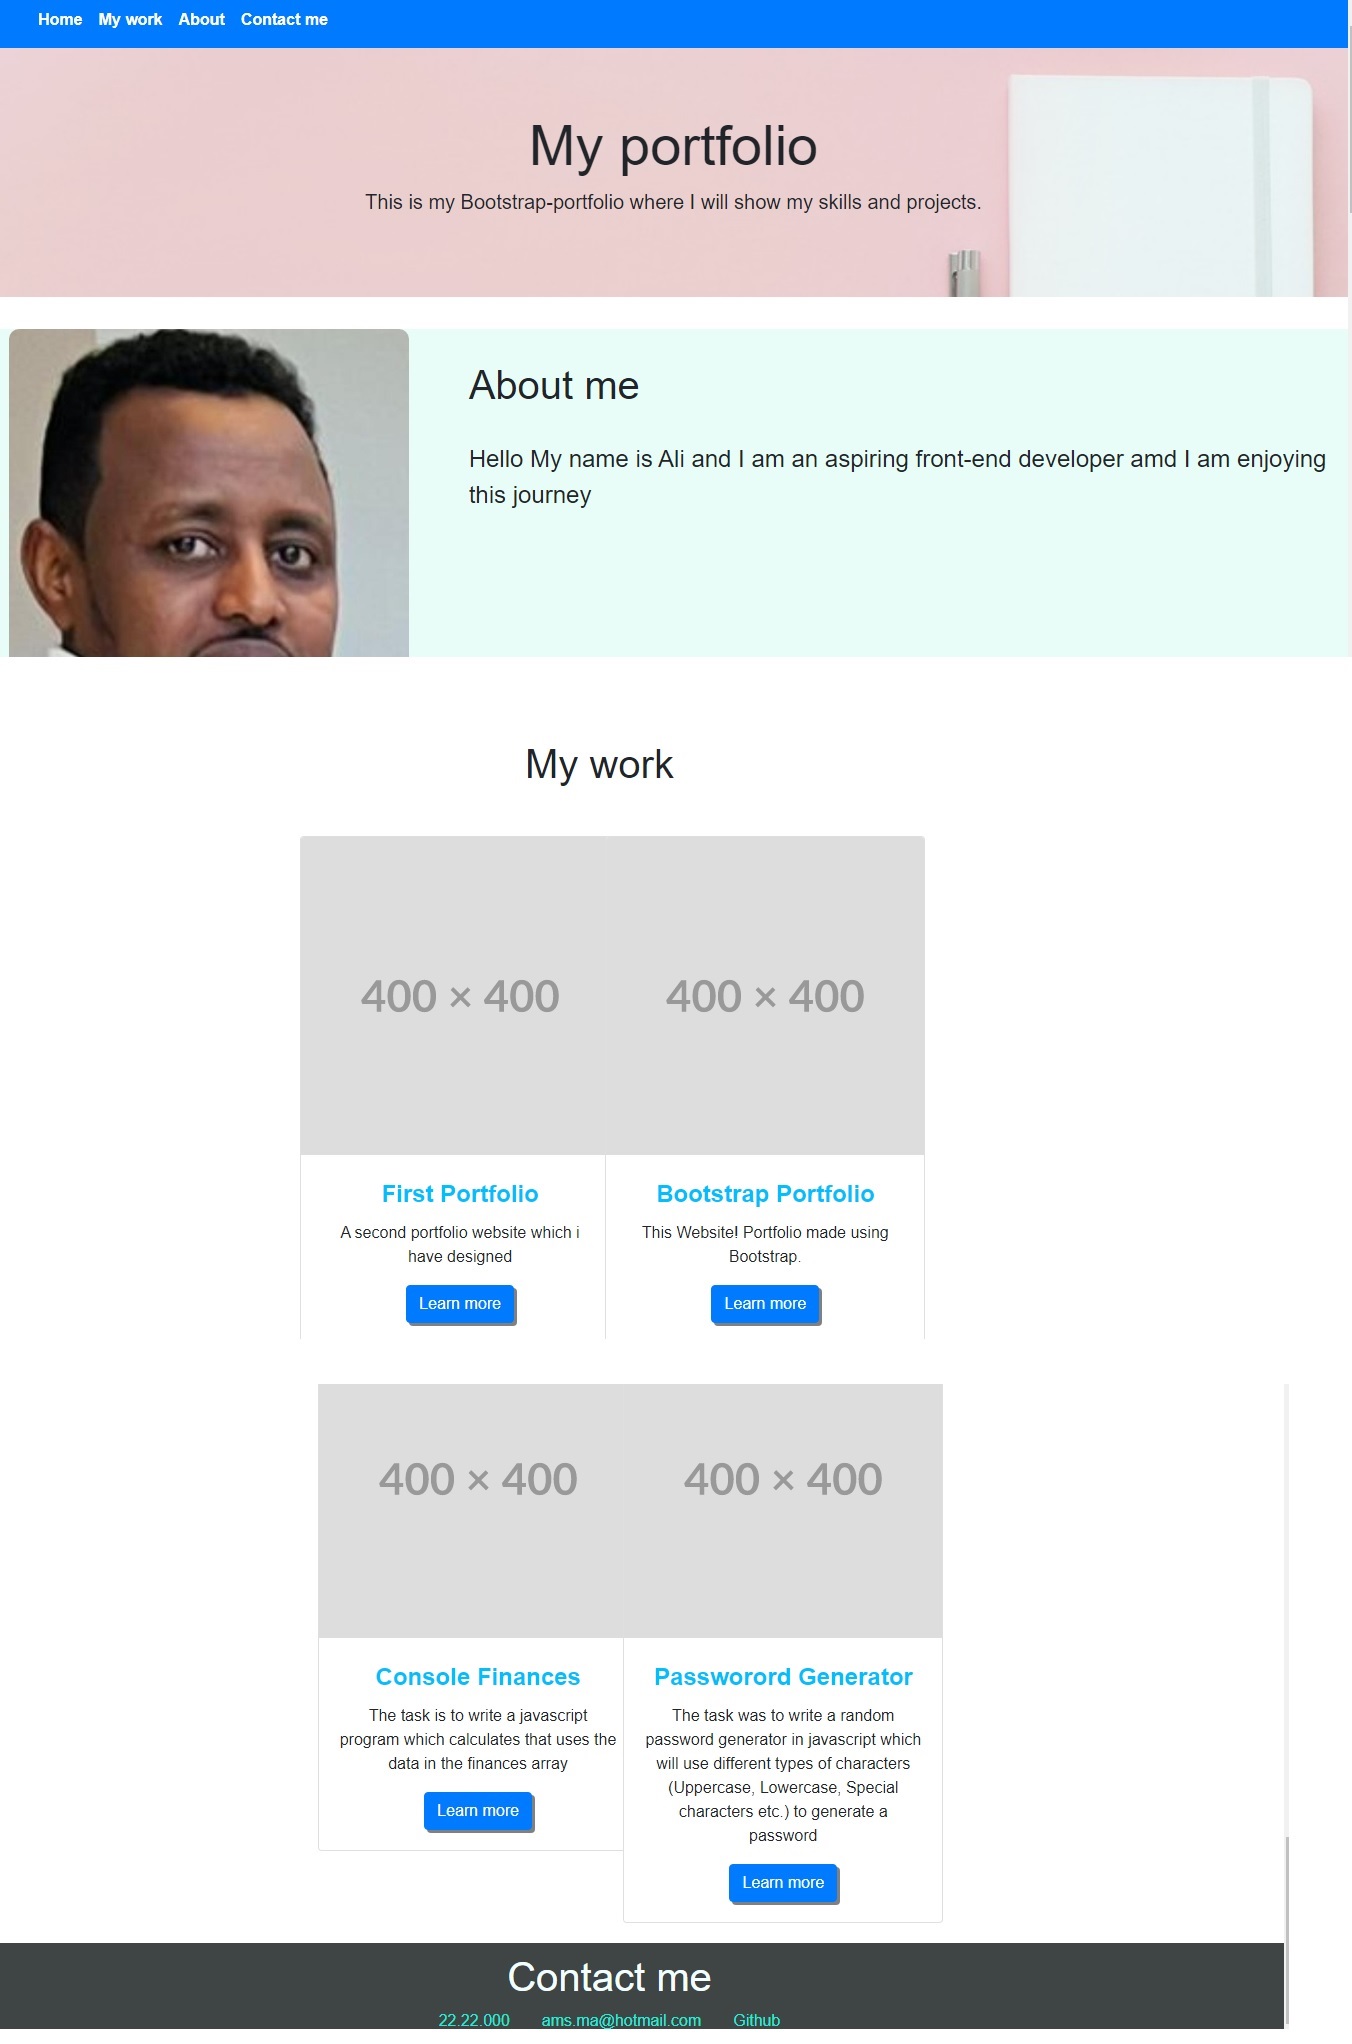 Home My work About Contact me
My portfolio
This is my Bootstrap-portfolio where I will show my skills and projects.
About me
Hello My name is Ali and I am an aspiring front-end developer amd I am enjoying
this journey
My work
400 × 400
400 × 400
First Portfolio
A second portfolio website which i
have designed
Learn more
Bootstrap Portfolio
This Website! Portfolio made using
Bootstrap.
Learn more
400 × 400
400 × 400
Console Finances
The task is to write a javascript
program which calculates that uses the
data in the finances array
Learn more
Passworord Generator
The task was to write a random
password generator in javascript which
will use different types of characters
(Uppercase, Lowercase, Special
characters etc.) to generate a
password
Learn more
Contact me
22.22.000 ams.ma@hotmail.com Github